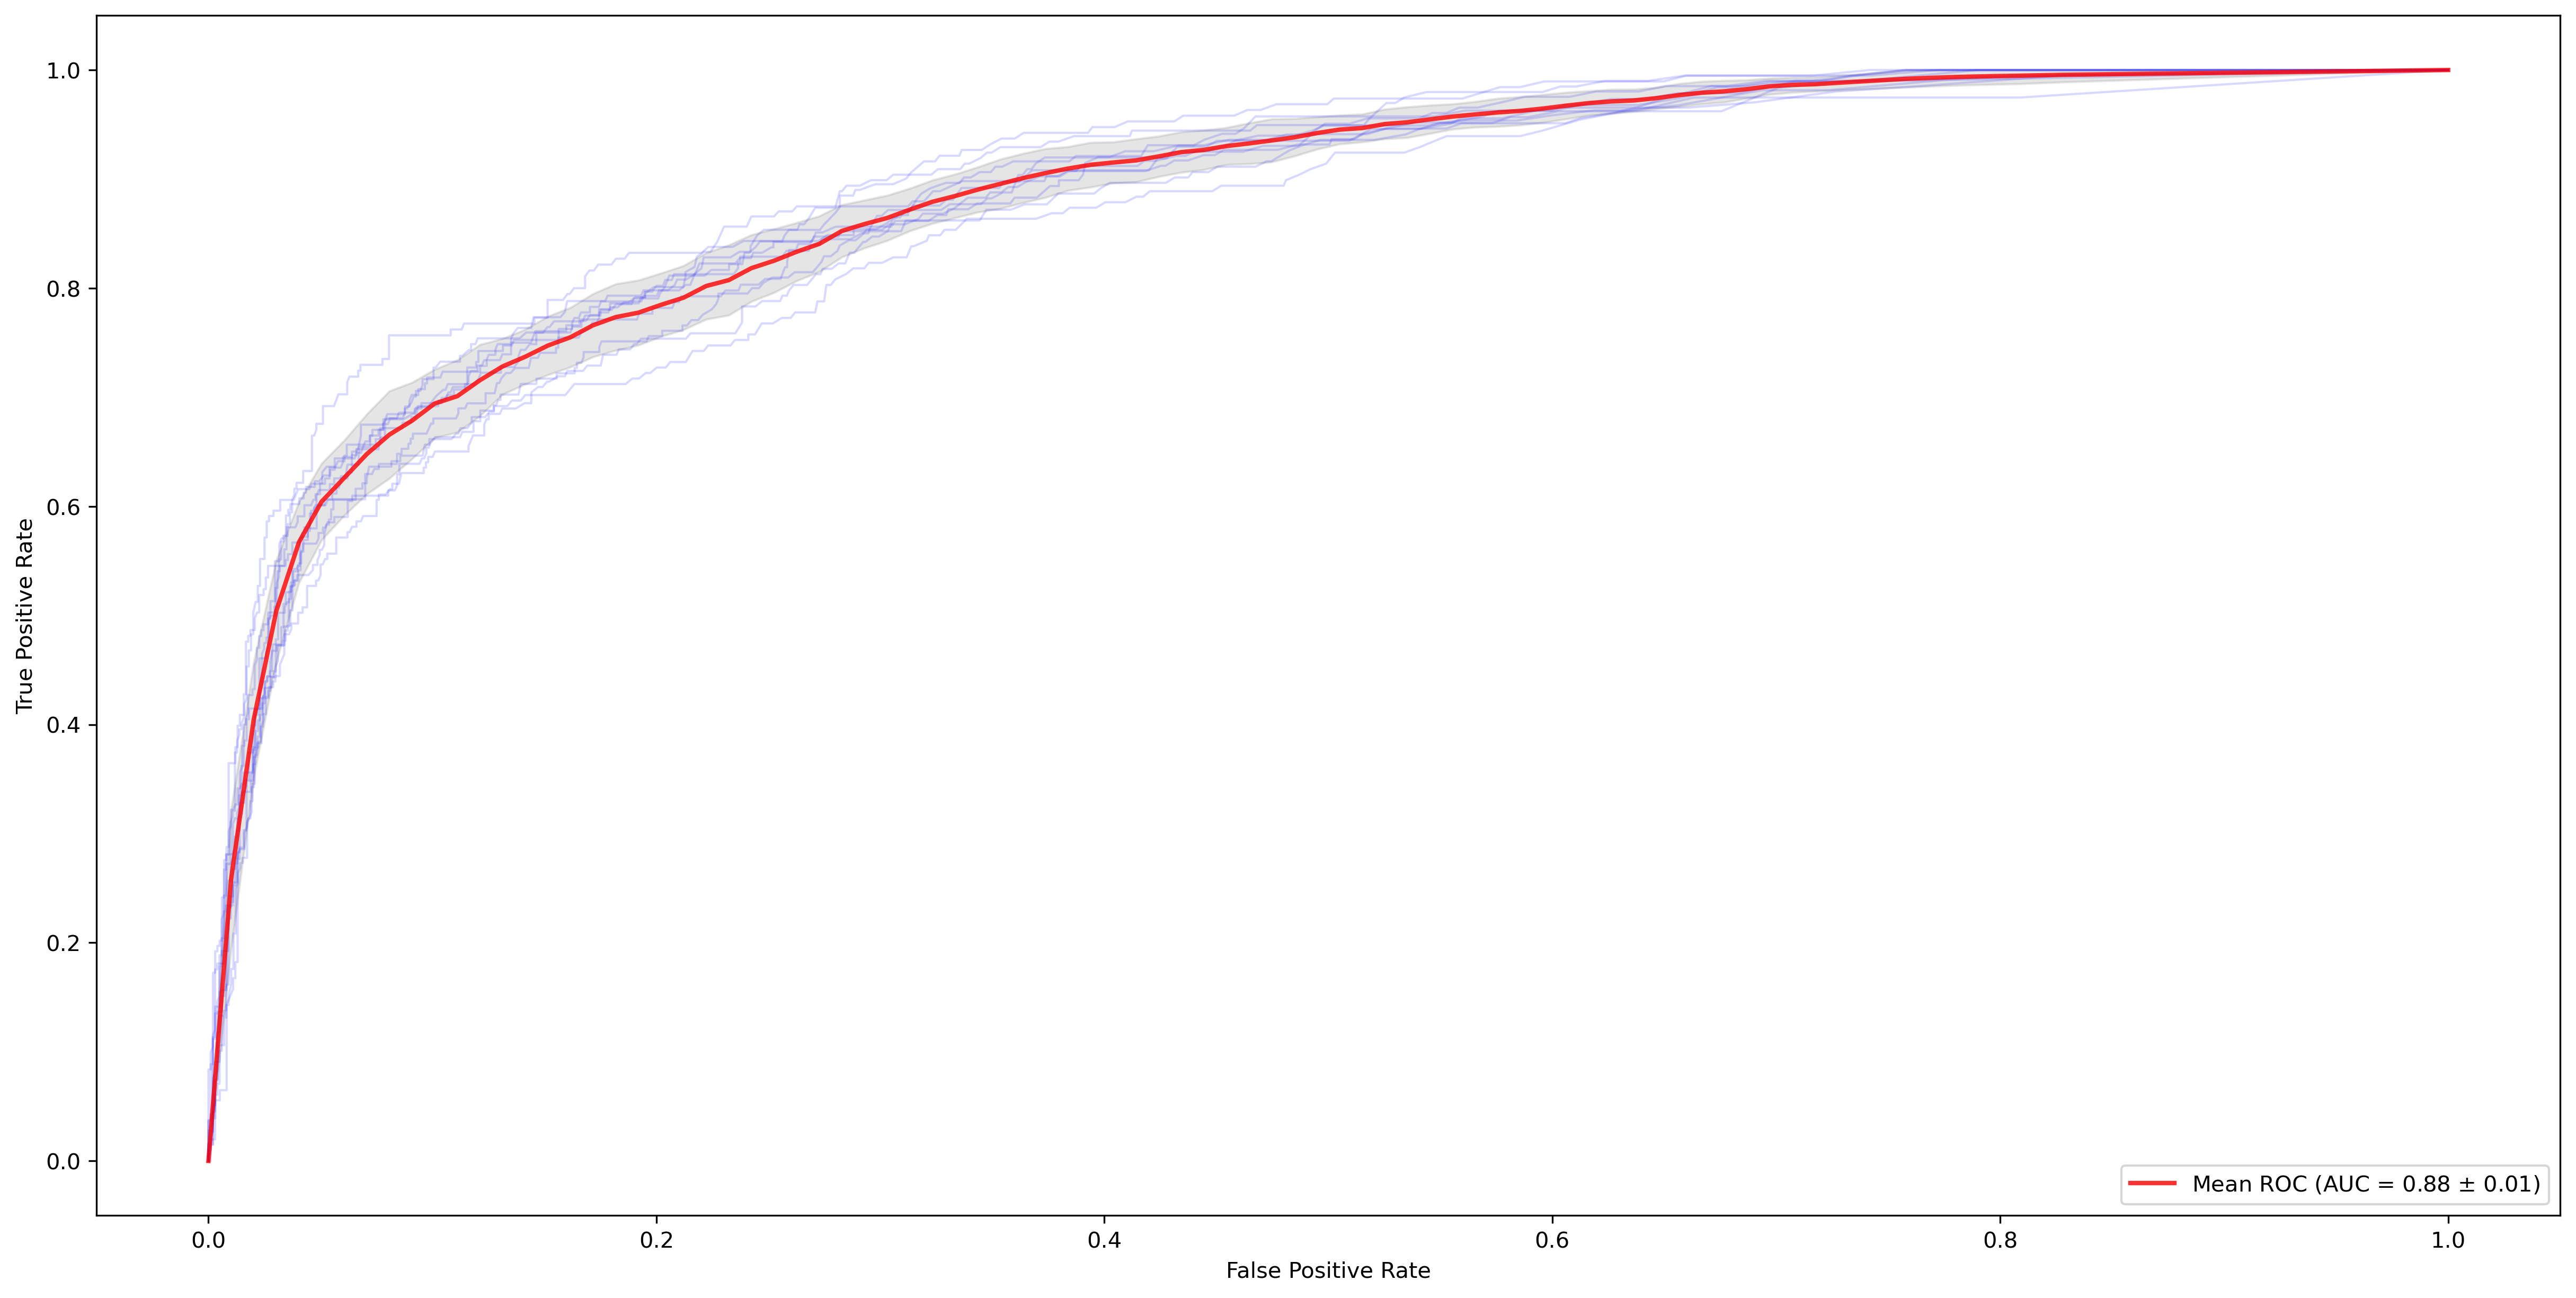 1.0
0.8
0.6
0.4
0.2
0.0
True Positive Rate
Mean ROC (AUC = 0.88 ± 0.01)
0.0 0.2 0.4 0.6 0.8 1.0
False Positive Rate